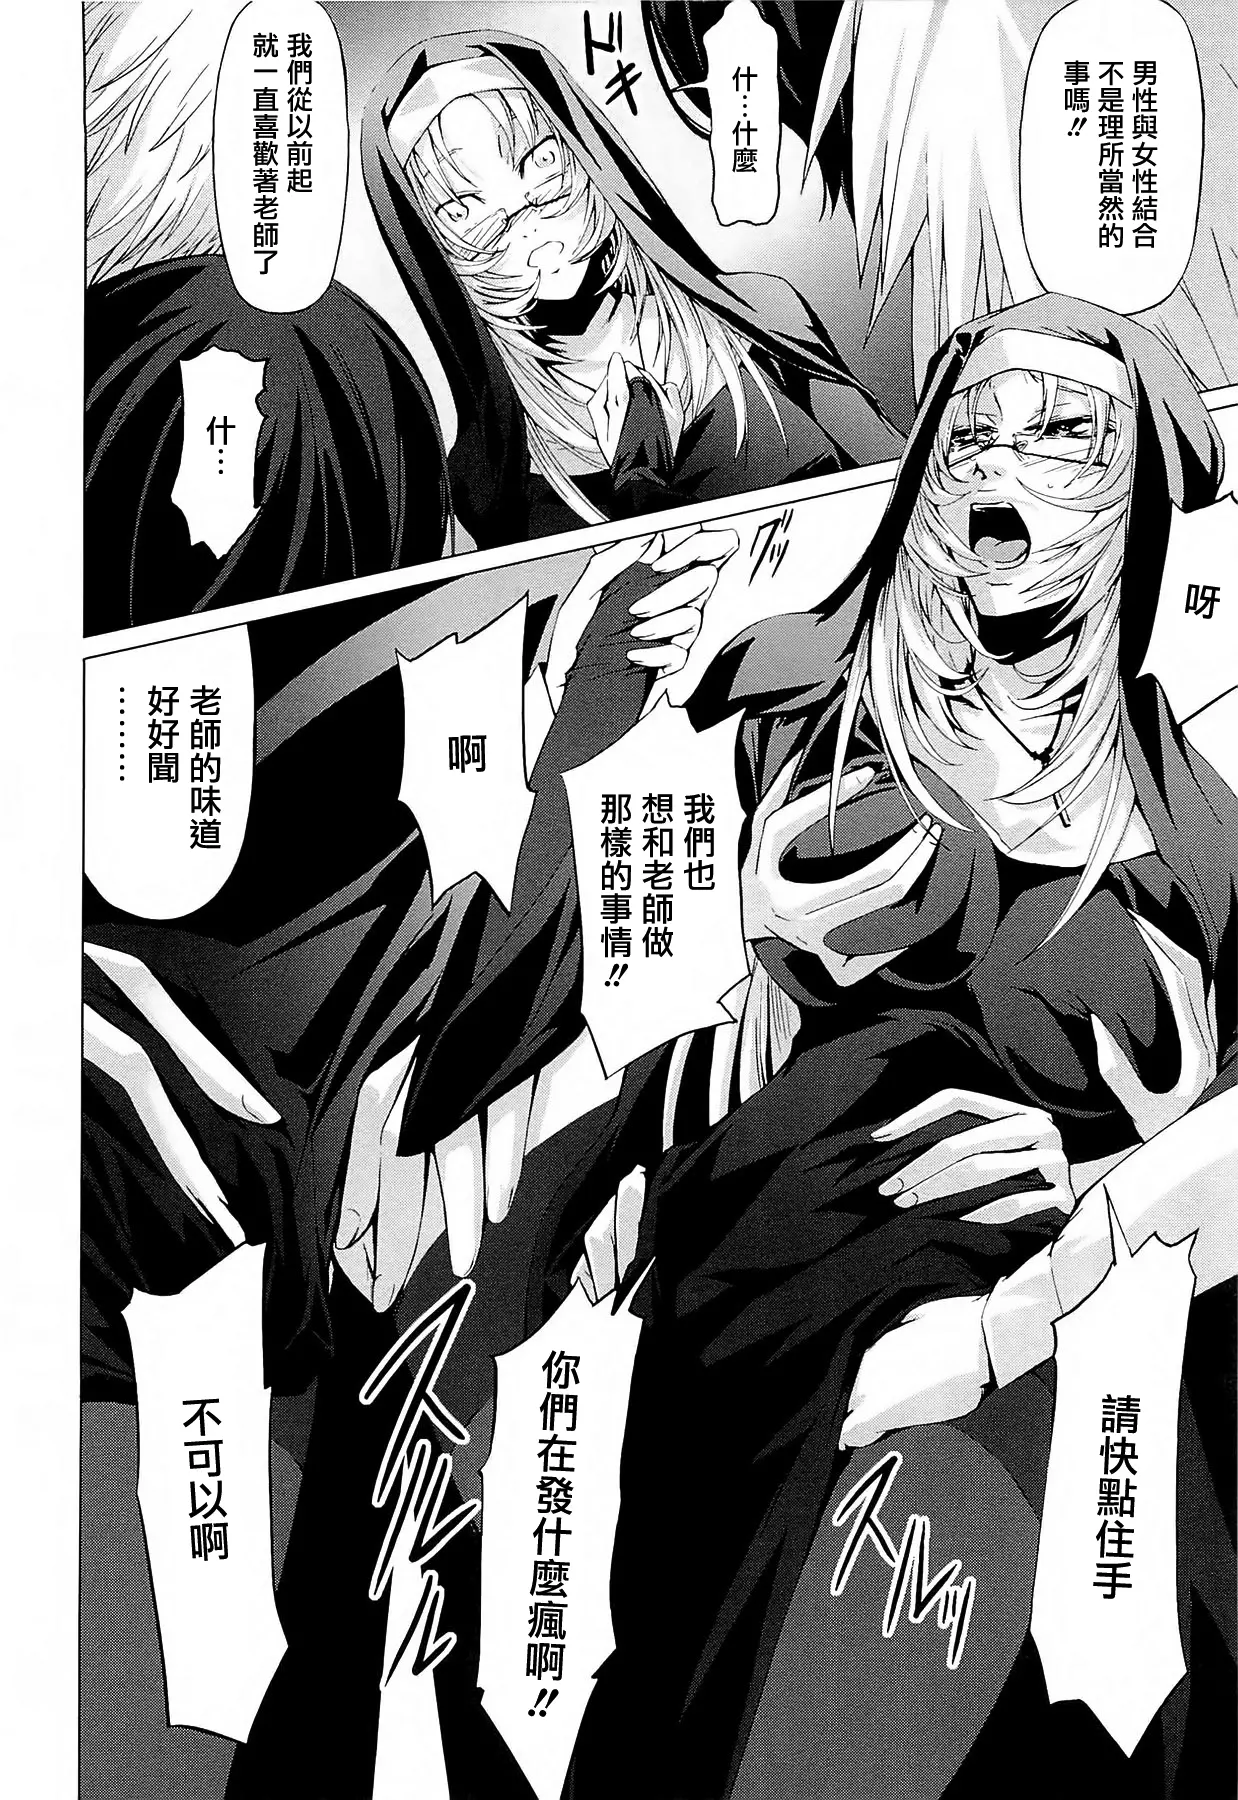 男性與女性結合
不是理所當然的
事嗎!!
什…什麼
ドキ
我們從以前起
就一直喜歡著老師了
什…
呀
グッ
我們也
想和老師做
那樣的事情!!
啊
老師的味道
好好聞
………
請快點住手
スルッ
你們在發什麼瘋啊!!
スルル
不可以啊